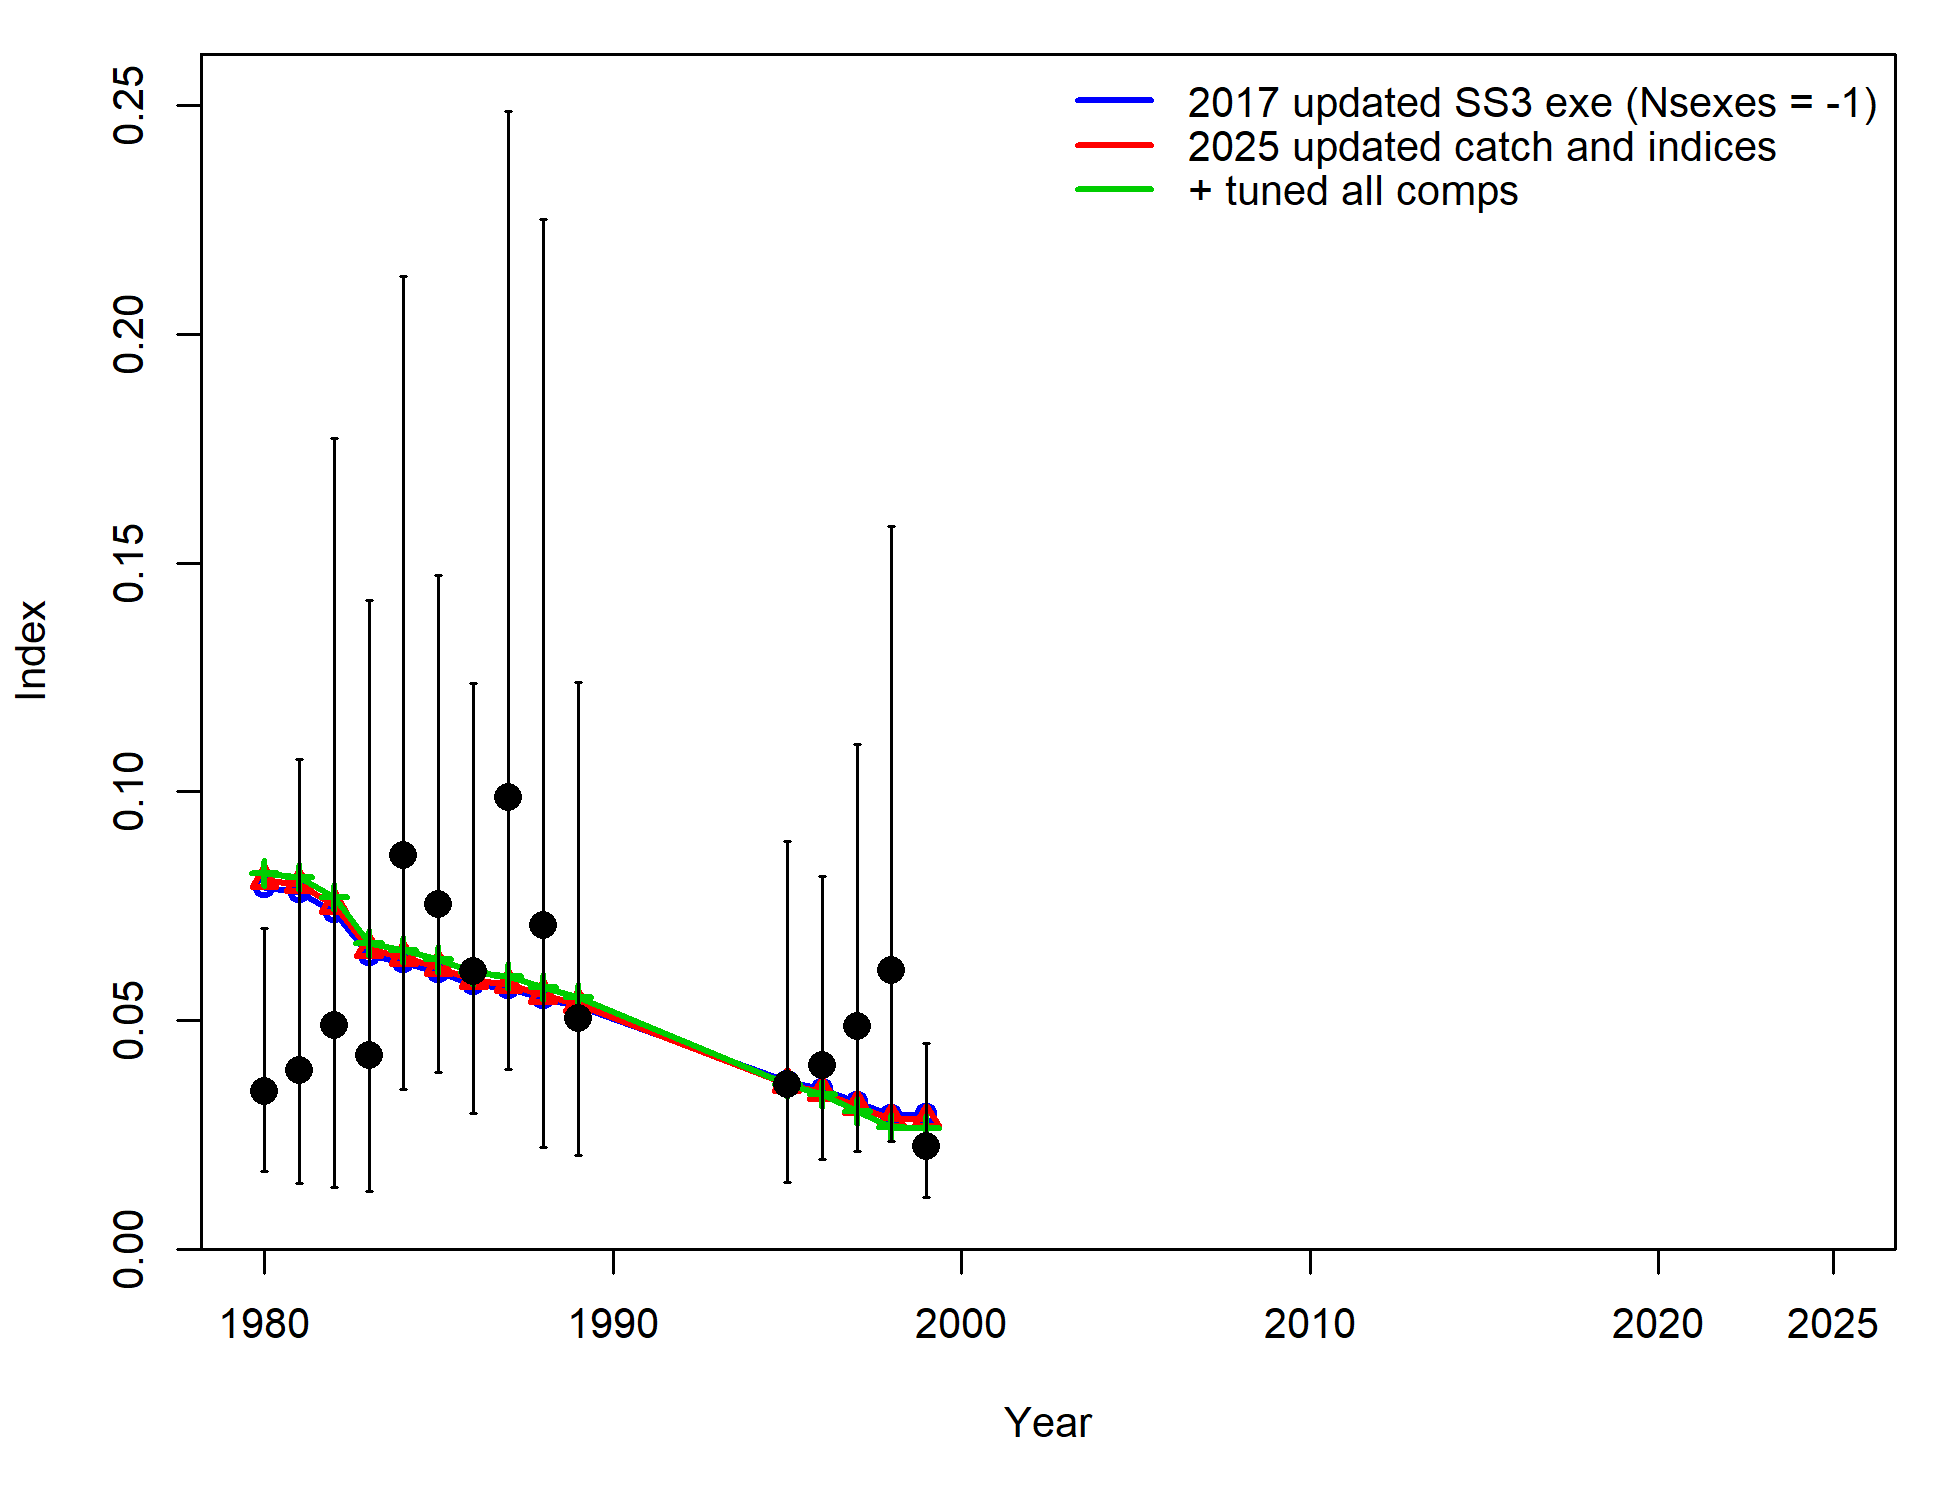 2017 updated SS3 exe (Nsexes = -1)
2025 updated catch and indices
+ tuned all comps
0.25
0.20
0.15
0.10
0.05
0.00
Index
1980 1990 2000 2010 2020 2025
Year